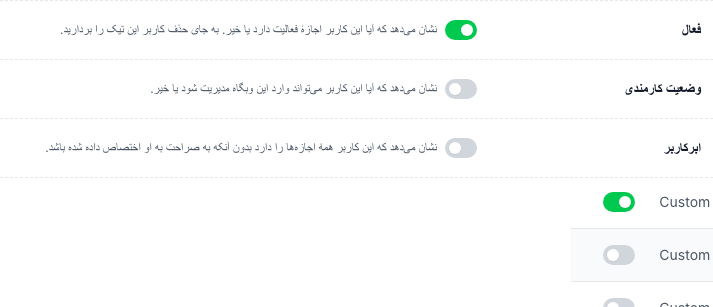 فعال
نشان می‌دهد که آیا این کاربر اجازهٔ فعالیت دارد یا خیر. به جای حذف کاربر این تیک را بردارید.
وضعیت کارمندی
نشان می‌دهد که آیا این کاربر می‌تواند وارد این وبگاه مدیریت شود یا خیر.
ابرکاربر
نشان می‌دهد که این کاربر همهٔ اجازه‌ها را دارد بدون آنکه به صراحت به او اختصاص داده شده باشد.
Custom
Custom
Custom